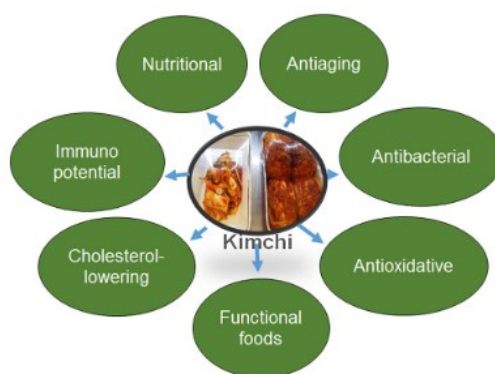 Nutritional
Antiaging
Immuno
potential
Antibacterial
Kimchi
Cholesterol-
lowering
Antioxidative
Functional
foods